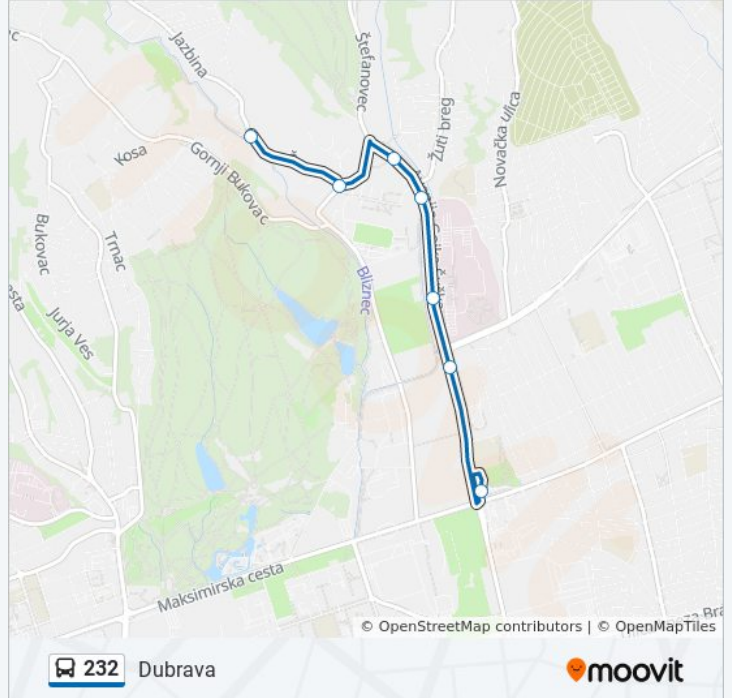 Jazbina
Štefanovec
Žuti breg
Novačka ulica
Kosa
Gornji Bukovac
Bukovac
Trnac
Bliznec
Jurja Ves
esta
Maksimirska cesta
© OpenStreetMap contributors | © OpenMapTiles
232 Dubrava
moovit